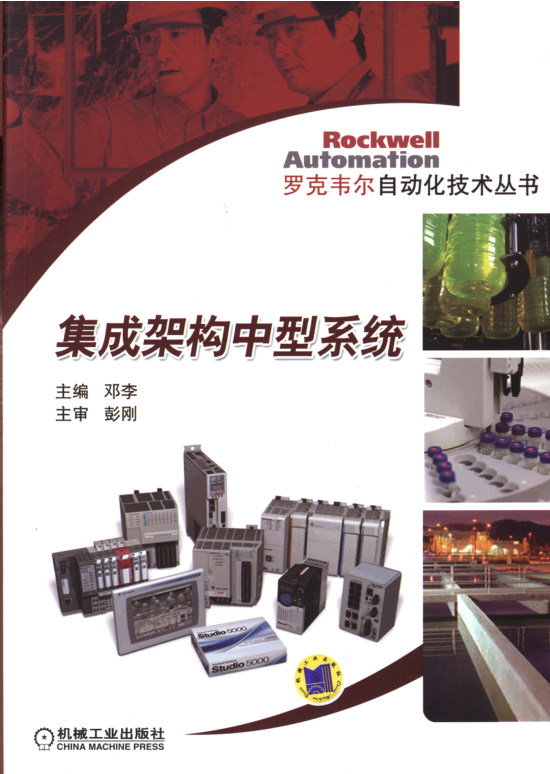 Rockwell
Automation
罗克韦尔自动化技术丛书
集成架构中型系统
主编 邓李
主审 彭刚
Studio 5000
Studio 5000
机械工业出版社
CHINA MACHINE PRESS